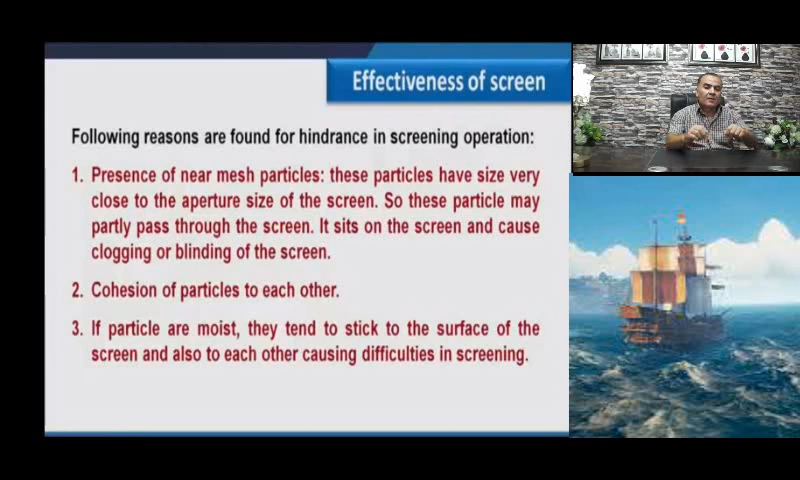 Effectiveness of screen
Following reasons are found for hindrance in screening operation:
1. Presence of near mesh particles: these particles have size very
close to the aperture size of the screen. So these particle may
partly pass through the screen. It sits on the screen and cause
clogging or blinding of the screen.
2. Cohesion of particles to each other.
3. If particle are moist, they tend to stick to the surface of the
screen and also to each other causing difficulties in screening.